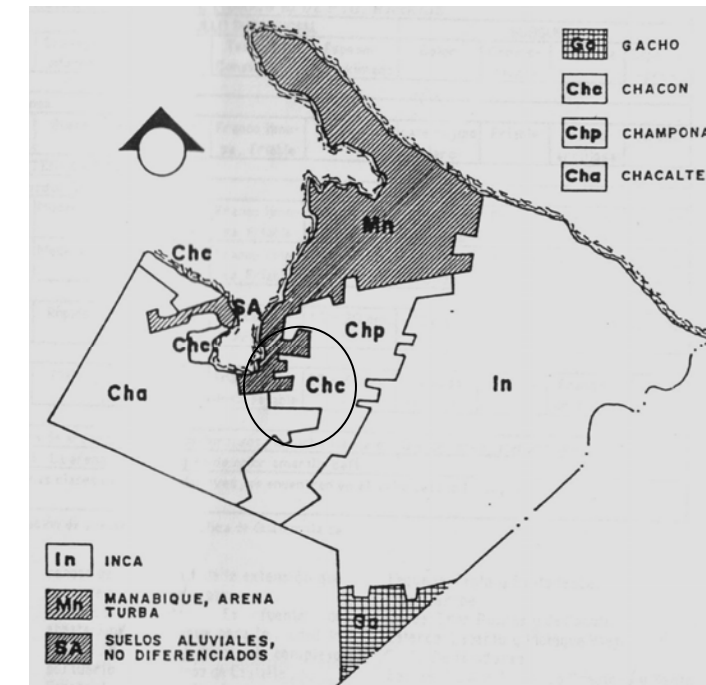 Ga GACHO
Chc CHACON
Chp CHAMPONA
Cha CHACALTE
Mn
Chc
SA
Chc
Chp
Cha
Chc
In
In INCA
Mn MANABIQUE, ARENA
TURBA
SA SUELOS ALUVIALES,
NO DIFERENCIADOS
Ga